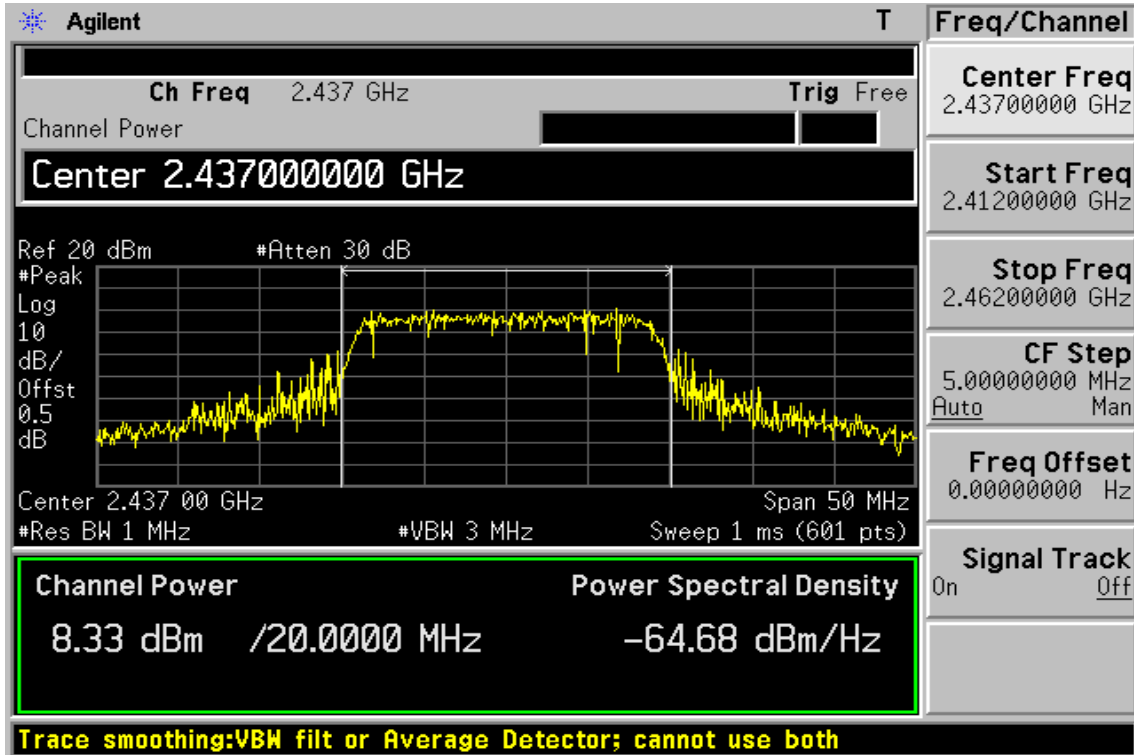 Agilent T
Freq/Channel
Ch Freq 2.437 GHz Trig Free
Channel Power
Center 2.437000000 GHz
Ref 20 dBm #Atten 30 dB
#Peak
Log
10
dB/
Offst
0.5
dB
Center 2.437 00 GHz Span 50 MHz
#Res BW 1 MHz #VBW 3 MHz Sweep 1 ms (601 pts)
Channel Power Power Spectral Density
8.33 dBm /20.0000 MHz -64.68 dBm/Hz
Trace smoothing:VBW filt or Average Detector; cannot use both
Center Freq
2.43700000 GHz
Start Freq
2.41200000 GHz
Stop Freq
2.46200000 GHz
CF Step
5.00000000 MHz
Auto Man
Freq Offset
0.00000000 Hz
Signal Track
On Off